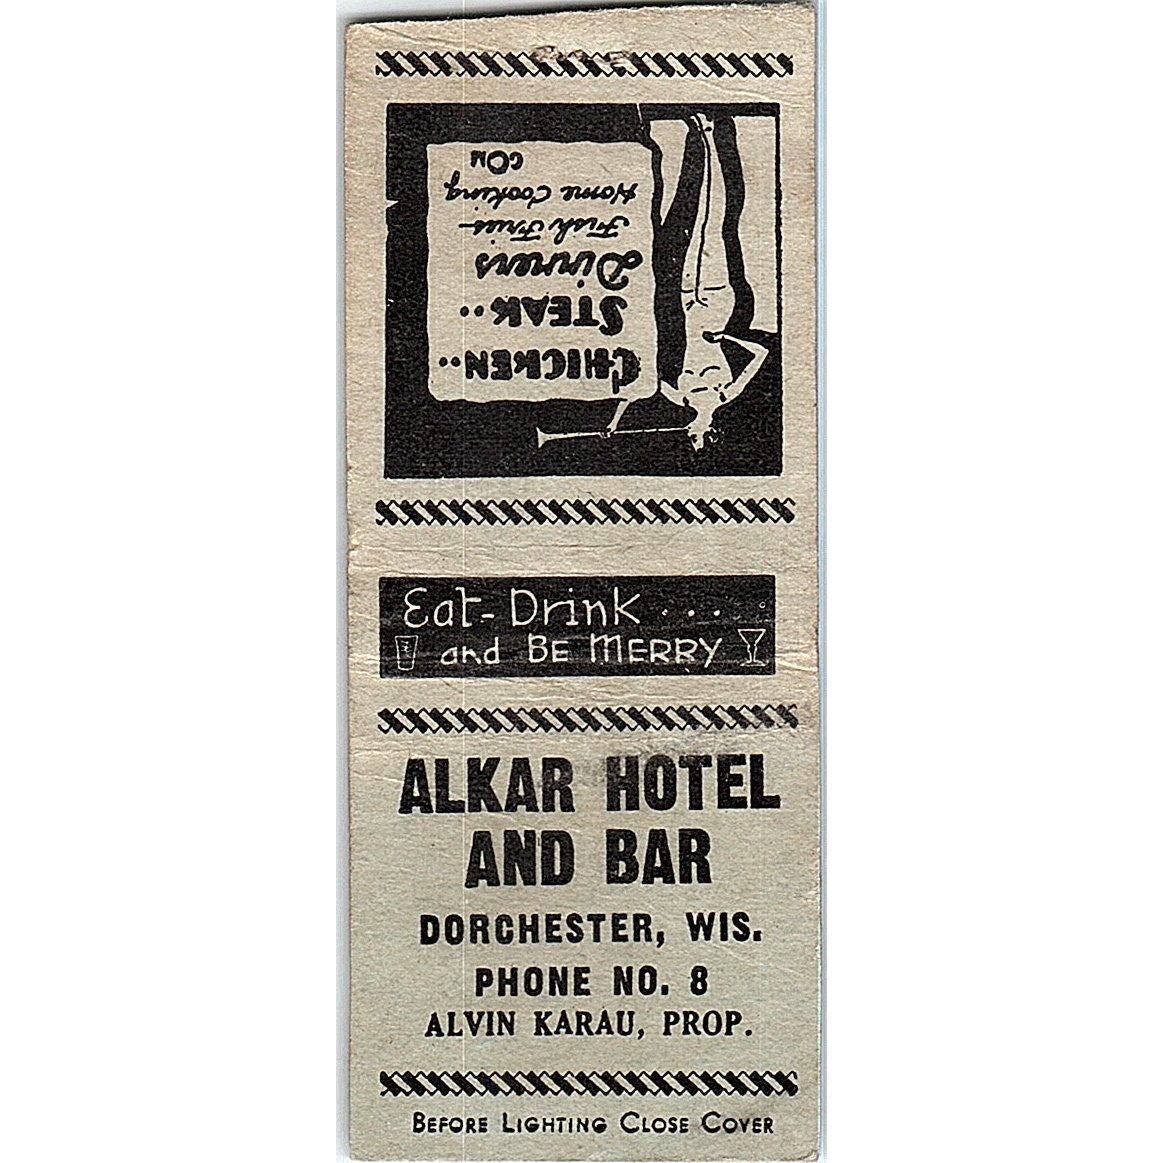 CHICKEN..
STEAK..
Dinners
Fish Fries
Home Cooking
Eat-Drink...
and BE MERRY
ALKAR HOTEL
AND BAR
DORCHESTER, WIS.
PHONE NO. 8
ALVIN KARAU, PROP.
BEFORE LIGHTING CLOSE COVER